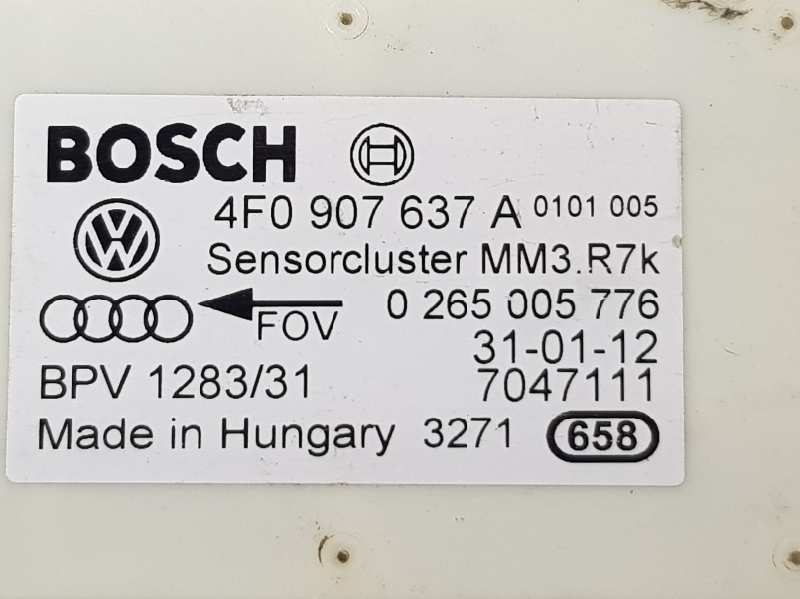 BOSCH
4F0 907 637 A 0101 005
Sensorcluster MM3.R7k
FOV 0 265 005 776
31-01-12
BPV 1283/31 7047111
Made in Hungary 3271 658